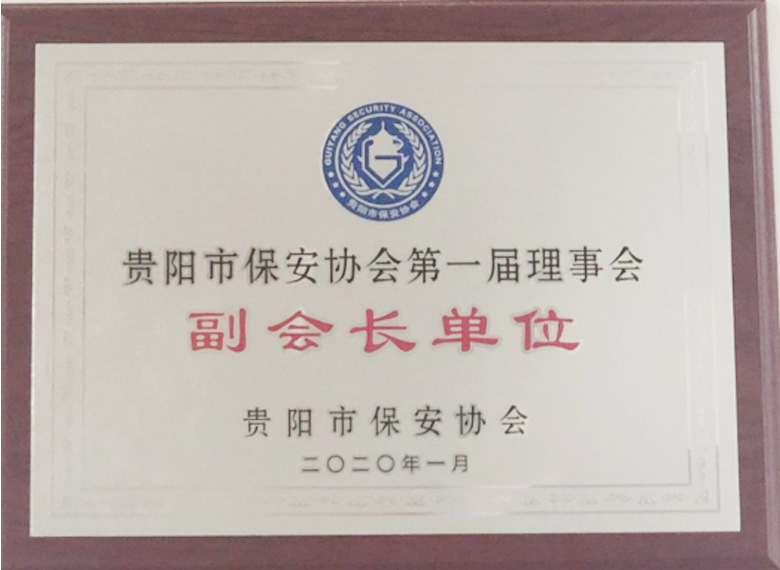 GUIYANG SECURITY ASSOCIATION
贵阳市保安协会
贵阳市保安协会第一届理事会
副会长单位
贵阳市保安协会
二〇二〇年一月